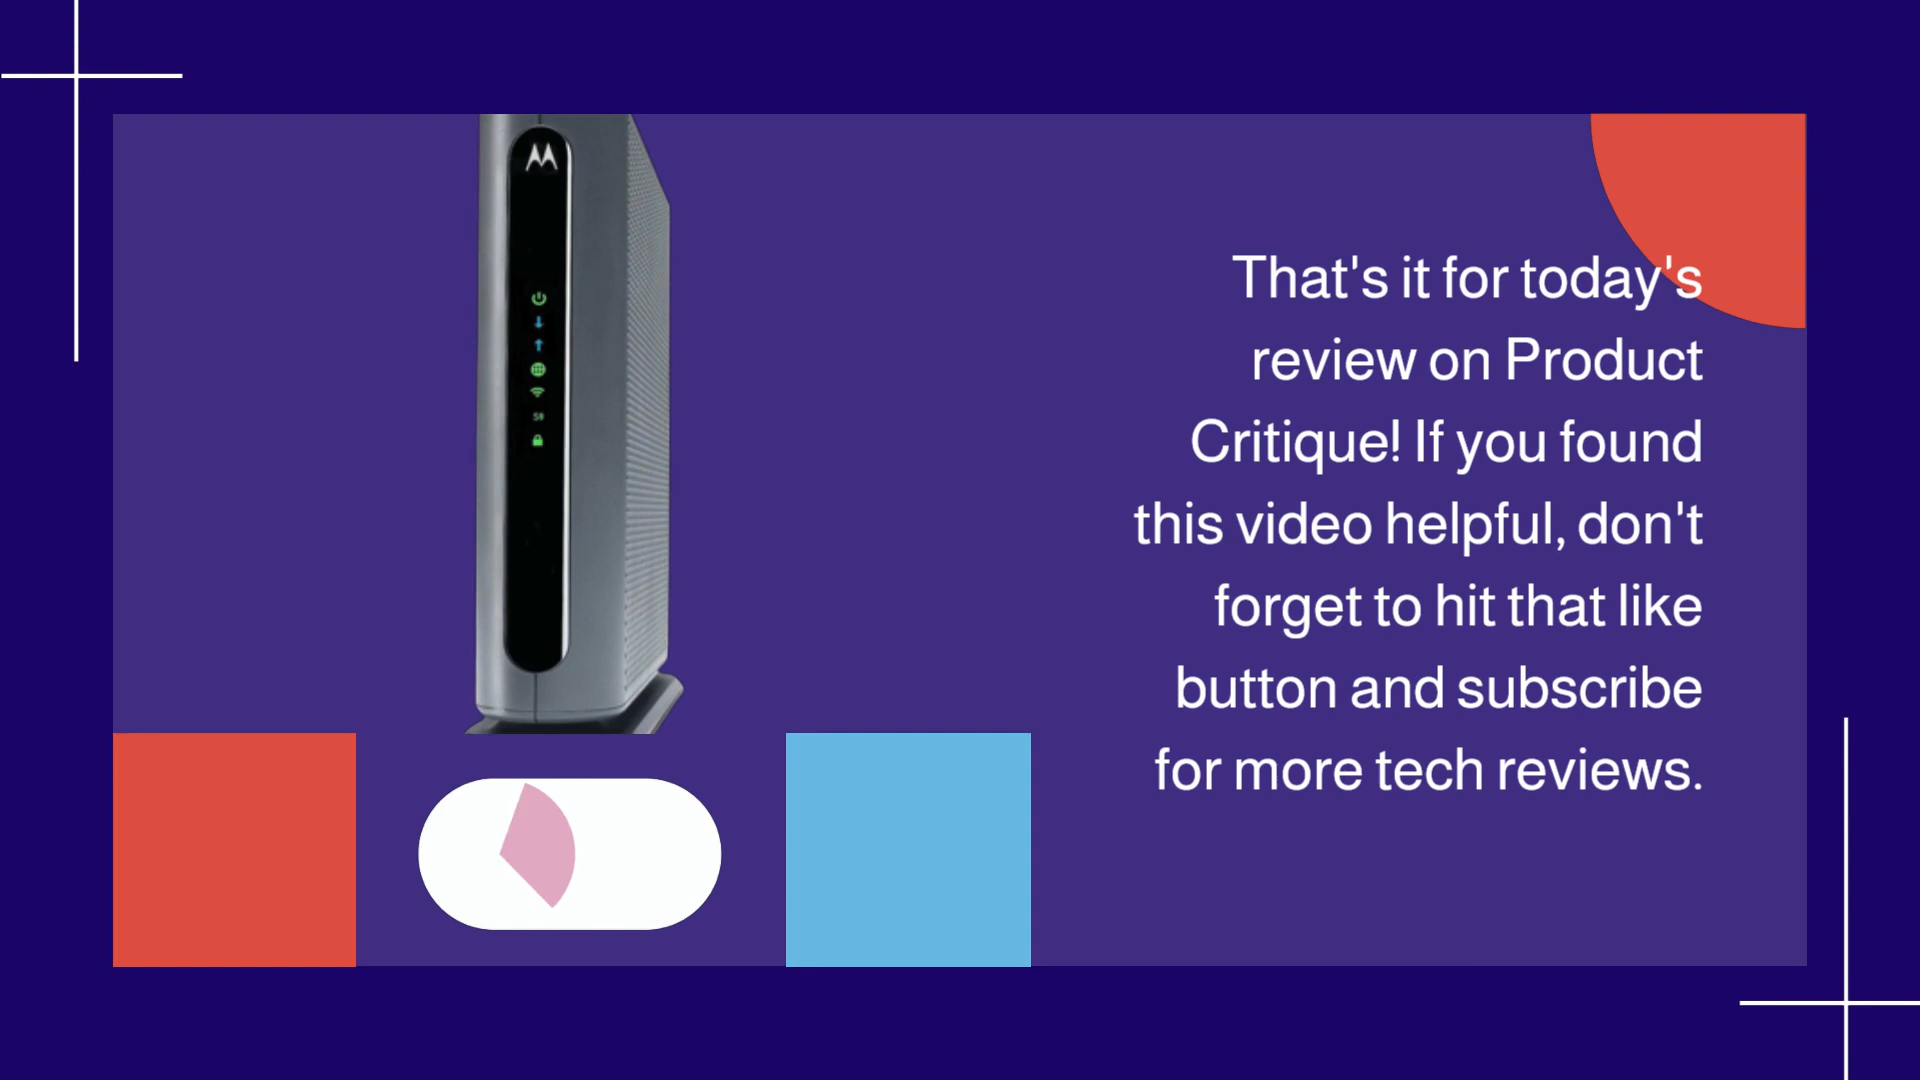 That's it for today's
review on Product
Critique! If you found
this video helpful, don't
forget to hit that like
button and subscribe
for more tech reviews.